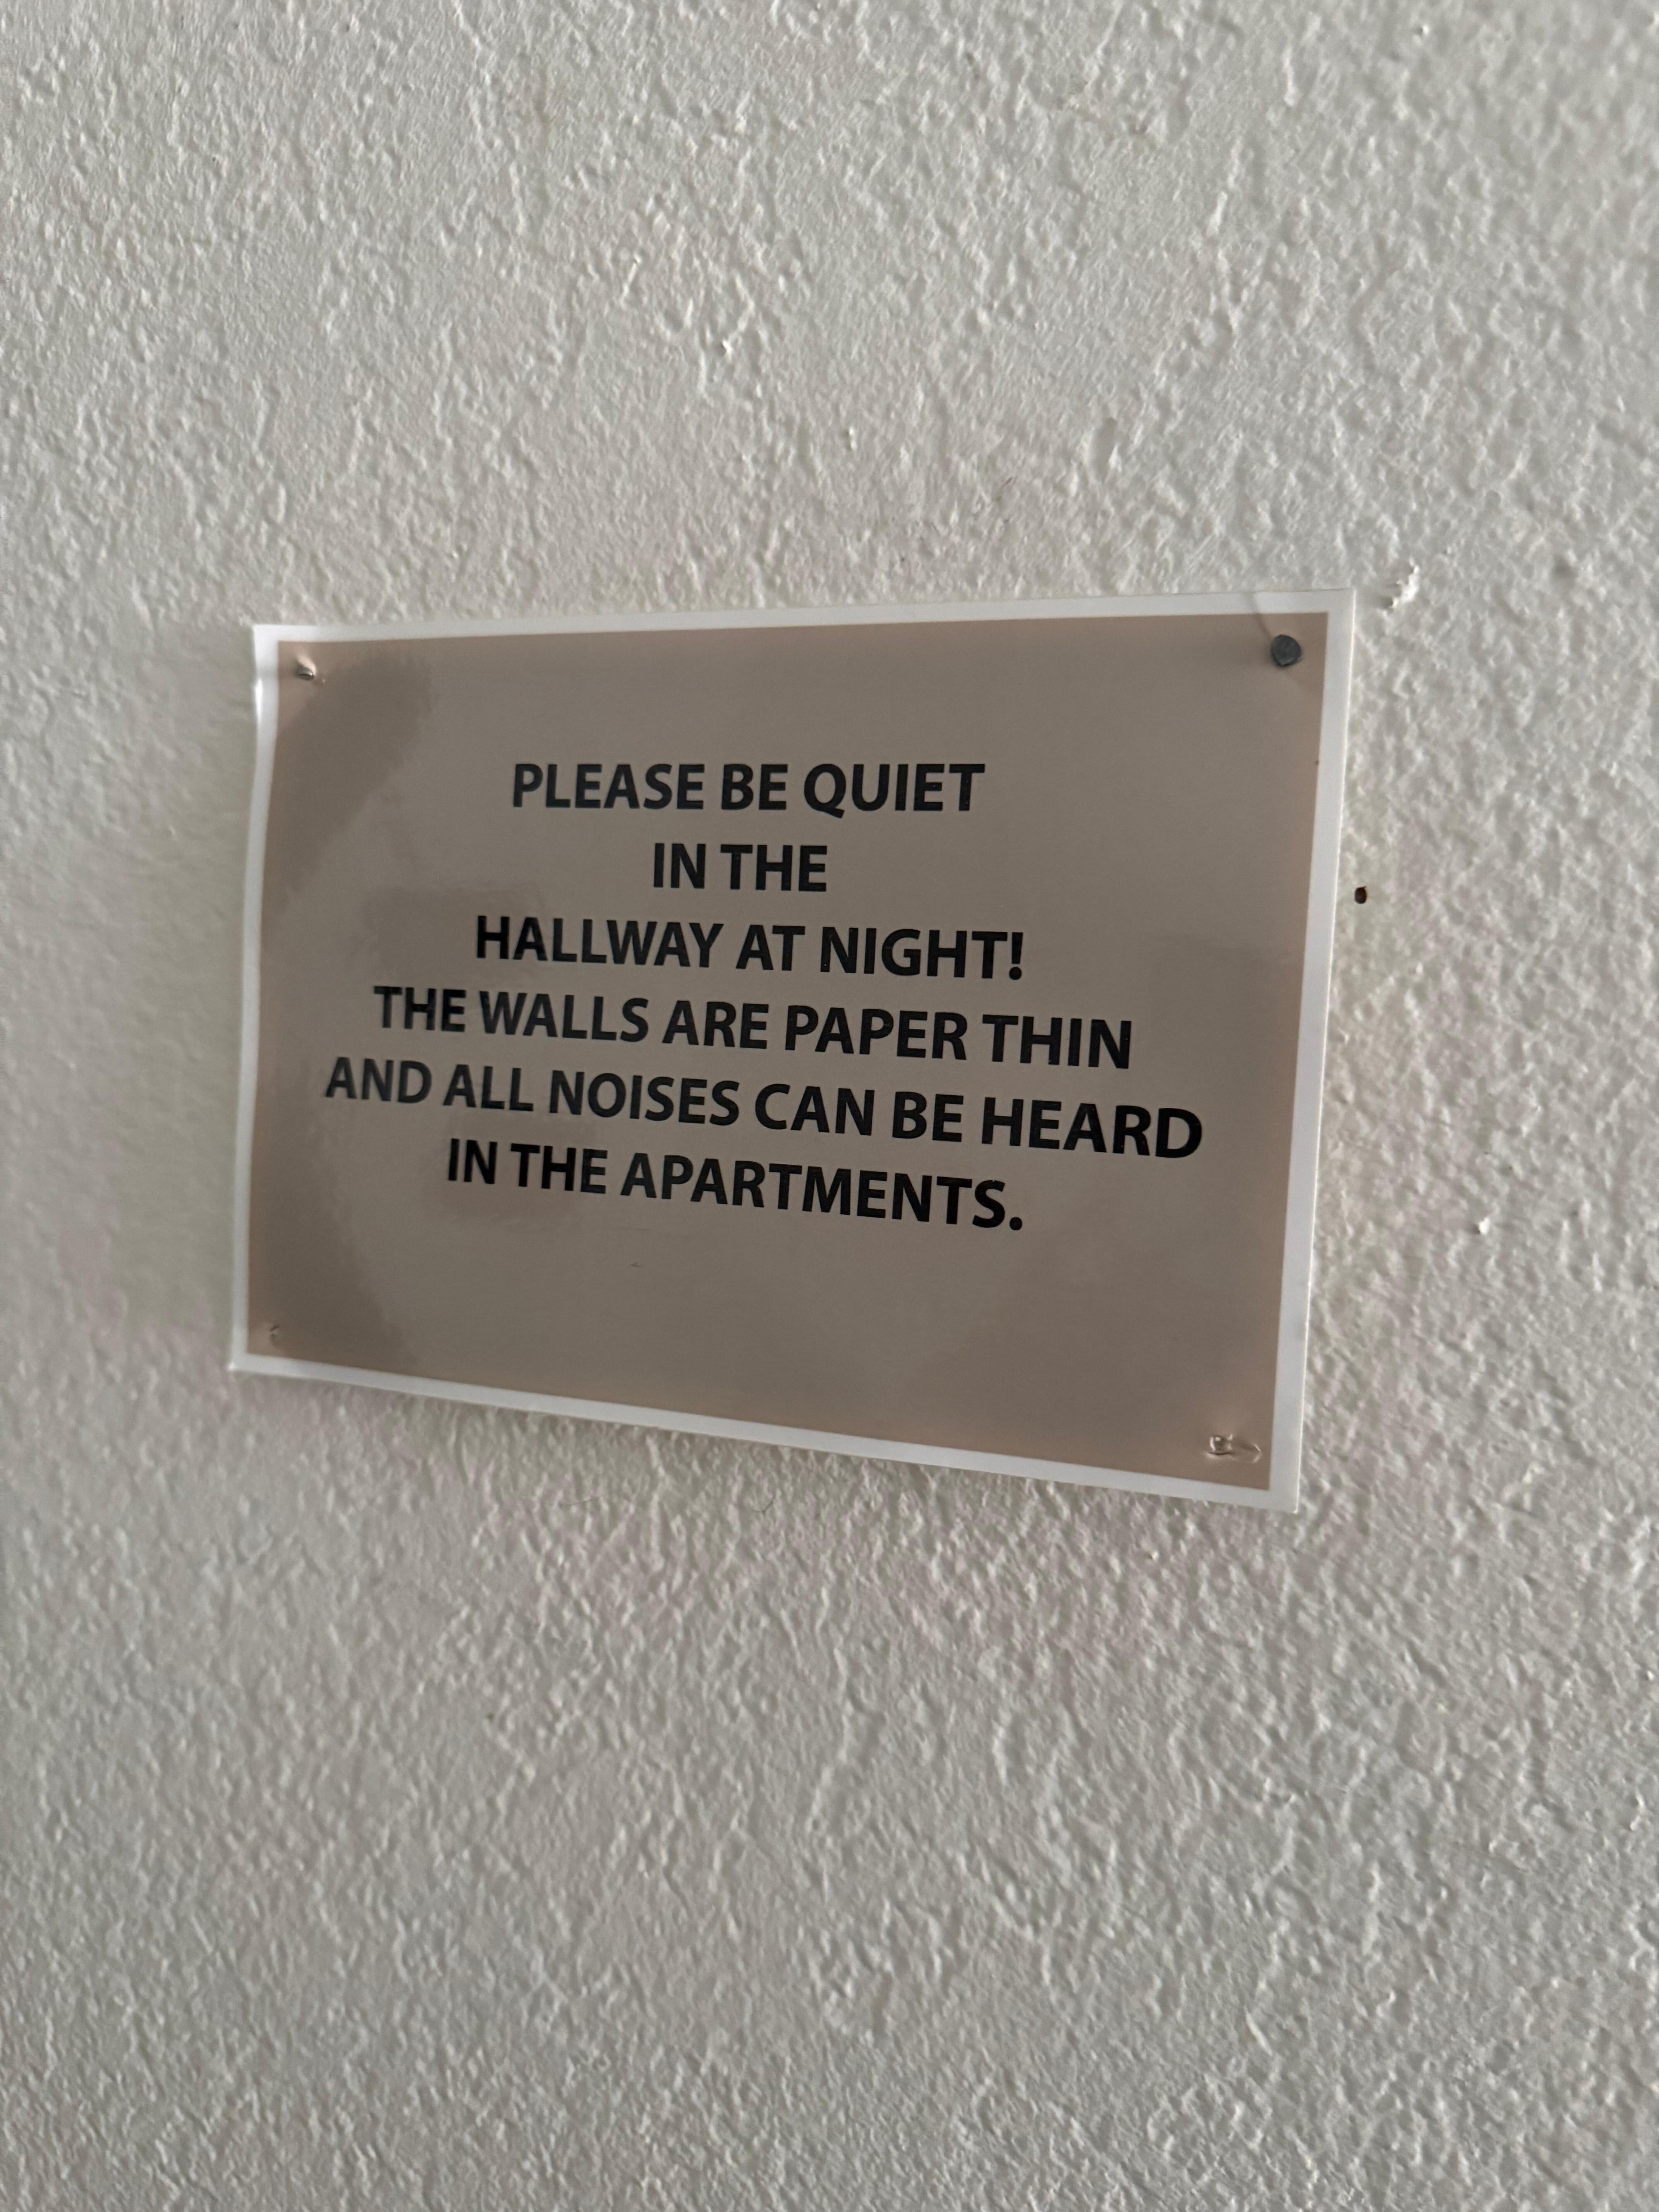 PLEASE BE QUIET
IN THE
HALLWAY AT NIGHT!
THE WALLS ARE PAPER THIN
AND ALL NOISES CAN BE HEARD
IN THE APARTMENTS.